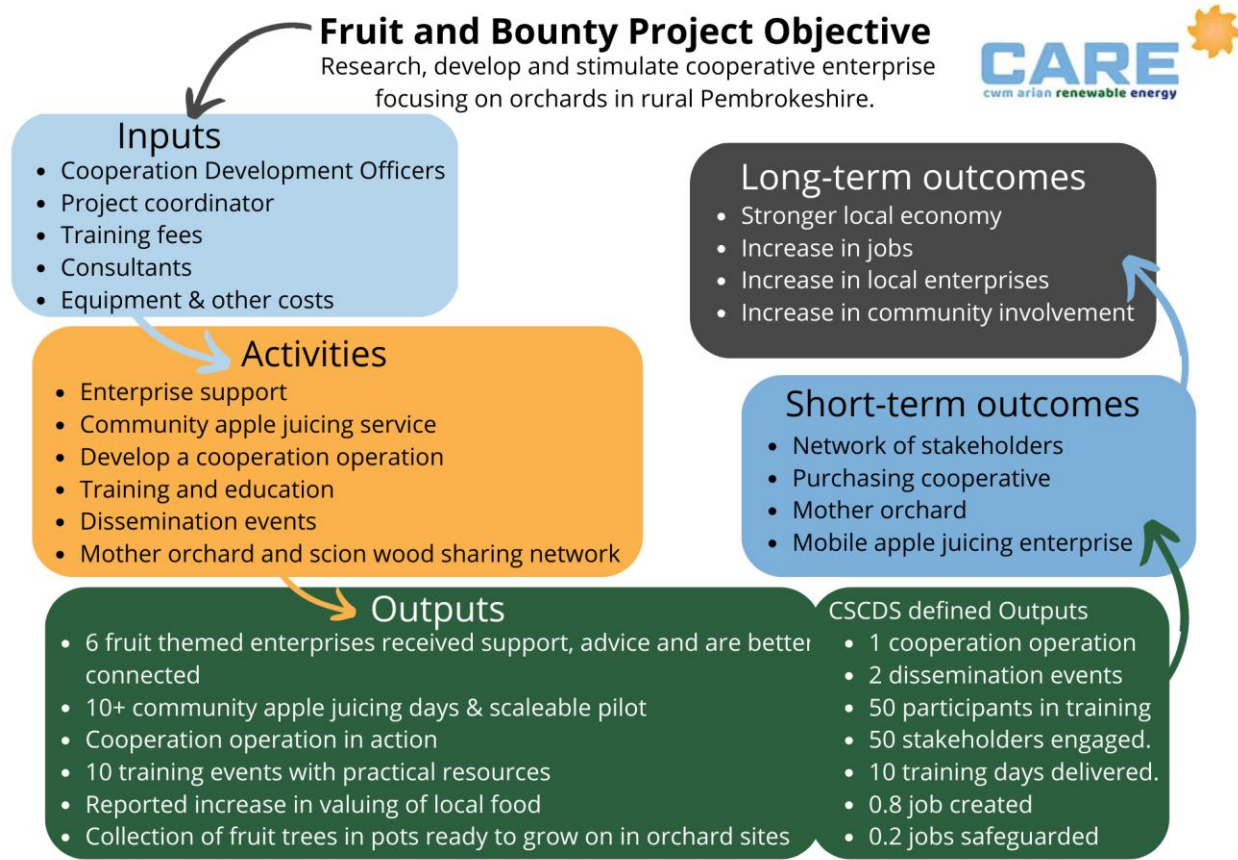 Fruit and Bounty Project Objective
Research, develop and stimulate cooperative enterprise
focusing on orchards in rural Pembrokeshire.
CARE
cwm arian renewable energy
Inputs
• Cooperation Development Officers
• Project coordinator
• Training fees
• Consultants
• Equipment & other costs
Activities
• Enterprise support
• Community apple juicing service
• Develop a cooperation operation
• Training and education
• Dissemination events
• Mother orchard and scion wood sharing network
Outputs
• 6 fruit themed enterprises received support, advice and are better
connected
• 10+ community apple juicing days & scaleable pilot
• Cooperation operation in action
• 10 training events with practical resources
• Reported increase in valuing of local food
• Collection of fruit trees in pots ready to grow on in orchard sites
CSCDS defined Outputs
• 1 cooperation operation
• 2 dissemination events
• 50 participants in training
• 50 stakeholders engaged.
• 10 training days delivered.
• 0.8 job created
• 0.2 jobs safeguarded
Short-term outcomes
• Network of stakeholders
• Purchasing cooperative
• Mother orchard
• Mobile apple juicing enterprise
Long-term outcomes
• Stronger local economy
• Increase in jobs
• Increase in local enterprises
• Increase in community involvement